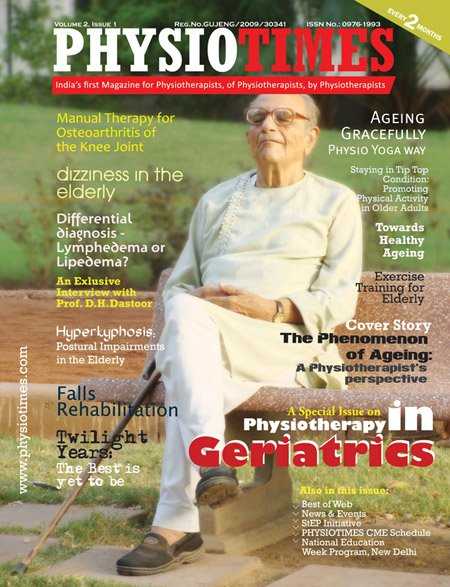 VOLUME 2, ISSUE 1
REG.NO.GUJENG/2009/30341
ISSN NO.: 0976-1993
EVERY 2 MONTHS
PHYSIOTIMES
India's first Magazine for Physiotherapists, of Physiotherapists, by Physiotherapists
Manual Therapy for
Osteoarthritis of
the Knee Joint
dizziness in the
elderly
Differential
diagnosis -
Lymphedema or
Lipedema?
An Exlusive
Interview with
Prof. D.H.Dastoor
Hyperkyphosis:
Postural Impairments
in the Elderly
Falls
Rehabilitation
Twilight
Years;
The Best is
yet to be
www.physiotimes.com
AGEING
GRACEFULLY
PHYSIO YOGA WAY
Staying in Tip Top
Condition:
Promoting
Physical Activity
in Older Adults
Towards
Healthy
Ageing
Exercise
Training for
Elderly
Cover Story
The Phenomenon
of Ageing:
A Physiotherapist's
perspective
A Special Issue on
Physiotherapy in
Geriatrics
Also in this issue:
Best of Web
News & Events
StEP Initiative
PHYSIOTIMES CME Schedule
National Education
Week Program, New Delhi